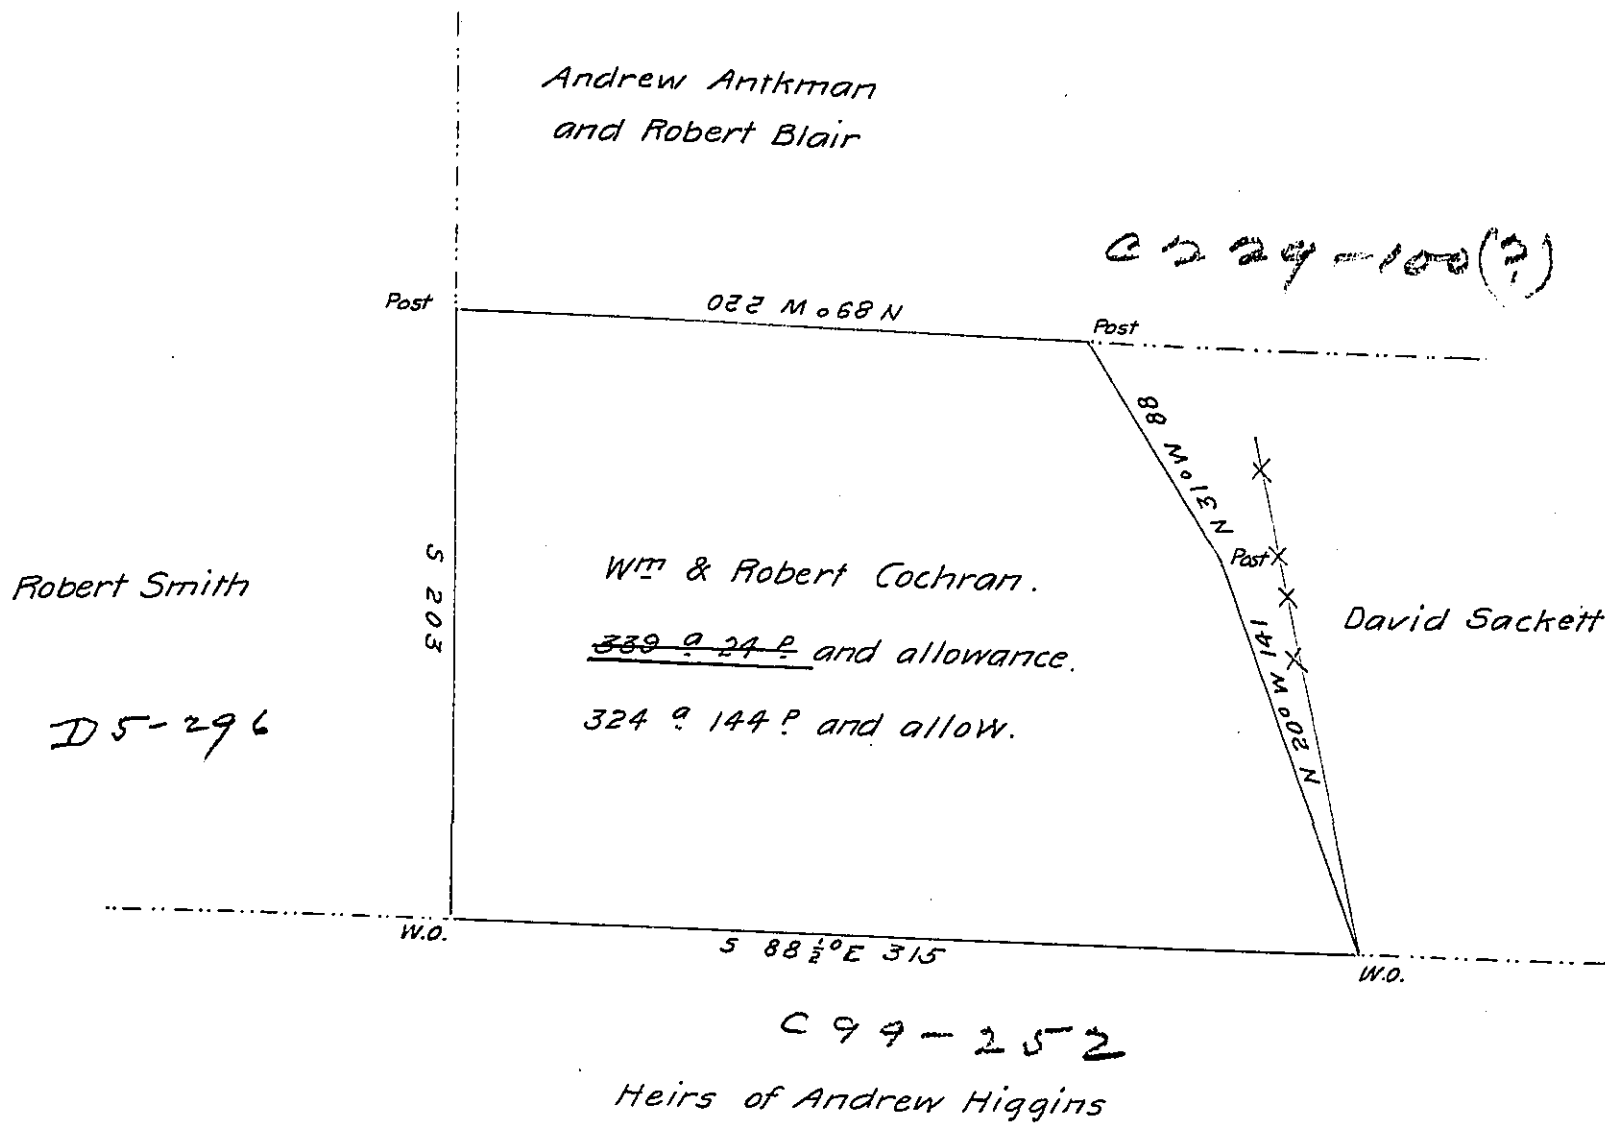 Andrew Antkman
and Robert Blair
C 229-100(?)
Post
N 89° W 220
Post
N 31° W 88
Post
S 203
Robert Smith
Wm & Robert Cochran.
339 a 24 P and allowance.
324 a 144 P and allow.
David Sackett
N 20° W 141
D5-296
W.O.
S 88½° E 315
W.O.
C 99-252
Heirs of Andrew Higgins